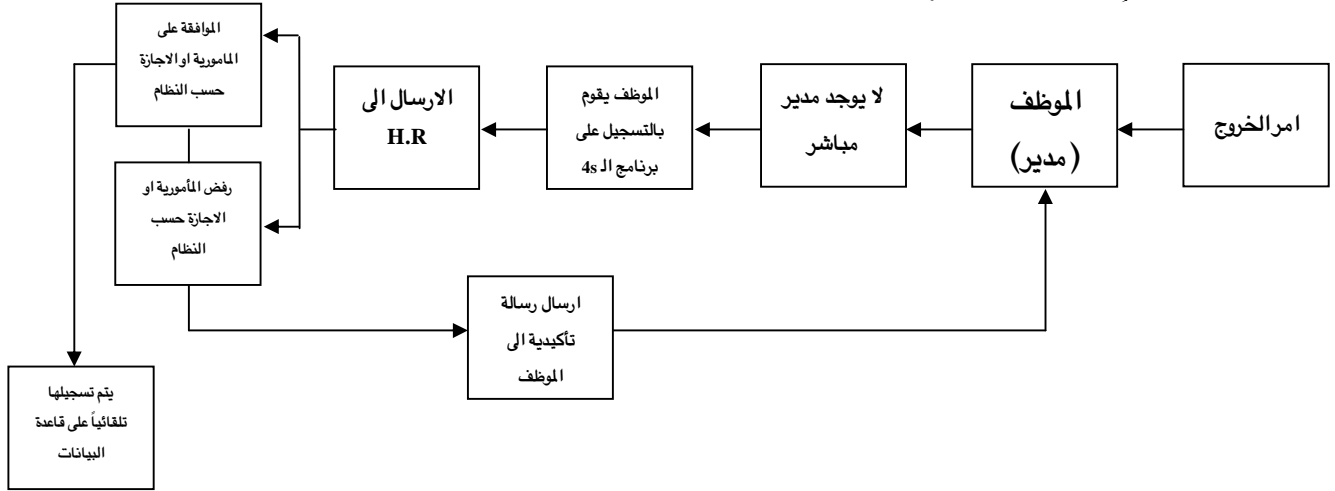 امر الخروج
الموظف
(مدير)
لا يوجد مدير
مباشر
الموظف يقوم
بالتسجيل على
برنامج الـ 4s
الارسال الى
H.R
الموافقة على
المامورية او الاجازة
حسب النظام
رفض المأمورية او
الاجازة حسب
النظام
ارسال رسالة
تأكيدية الى
الموظف
يتم تسجيلها
تلقائياً على قاعدة
البيانات